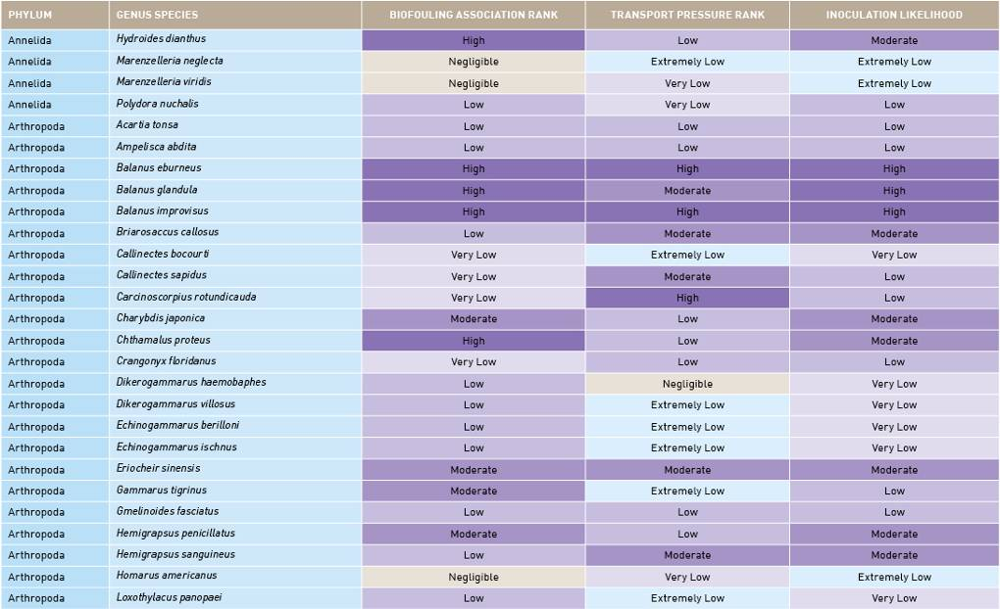 PHYLUM GENUS SPECIES BIOFOULING ASSOCIATION RANK TRANSPORT PRESSURE RANK INOCULATION LIKELIHOOD
Annelida Hydroides dianthus High Low Moderate
Annelida Marenzelleria neglecta Negligible Extremely Low Extremely Low
Annelida Marenzelleria viridis Negligible Very Low Extremely Low
Annelida Polydora nuchalis Low Very Low Low
Arthropoda Acartia tonsa Low Low Low
Arthropoda Ampelisca abdita Low Low Low
Arthropoda Balanus eburneus High High High
Arthropoda Balanus glandula High Moderate High
Arthropoda Balanus improvisus High High High
Arthropoda Briarosaccus callosus Low Moderate Moderate
Arthropoda Callinectes bocourti Very Low Extremely Low Very Low
Arthropoda Callinectes sapidus Very Low Moderate Low
Arthropoda Carcinoscorpius rotundicauda Very Low High Low
Arthropoda Charybdis japonica Moderate Low Moderate
Arthropoda Chthamalus proteus High Low Moderate
Arthropoda Crangonyx floridanus Very Low Low Low
Arthropoda Dikerogammarus haemobaphes Low Negligible Very Low
Arthropoda Dikerogammarus villosus Low Extremely Low Very Low
Arthropoda Echinogammarus berilloni Low Extremely Low Very Low
Arthropoda Echinogammarus ischnus Low Extremely Low Very Low
Arthropoda Eriocheir sinensis Moderate Moderate Moderate
Arthropoda Gammarus tigrinus Moderate Extremely Low Low
Arthropoda Gmelinoides fasciatus Low Low Low
Arthropoda Hemigrapsus penicillatus Moderate Low Moderate
Arthropoda Hemigrapsus sanguineus Low Moderate Moderate
Arthropoda Homarus americanus Negligible Very Low Extremely Low
Arthropoda Loxothylacus panopaei Low Extremely Low Very Low